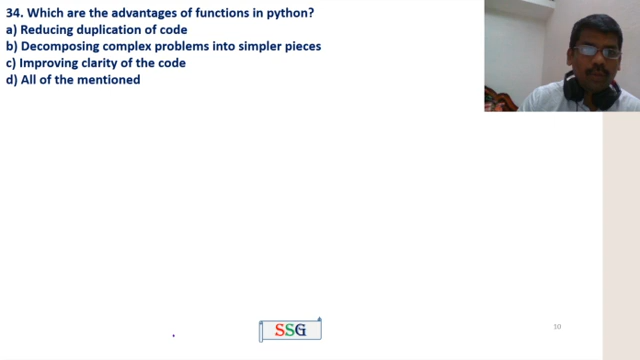 34. Which are the advantages of functions in python?
a) Reducing duplication of code
b) Decomposing complex problems into simpler pieces
c) Improving clarity of the code
d) All of the mentioned
SSG
10